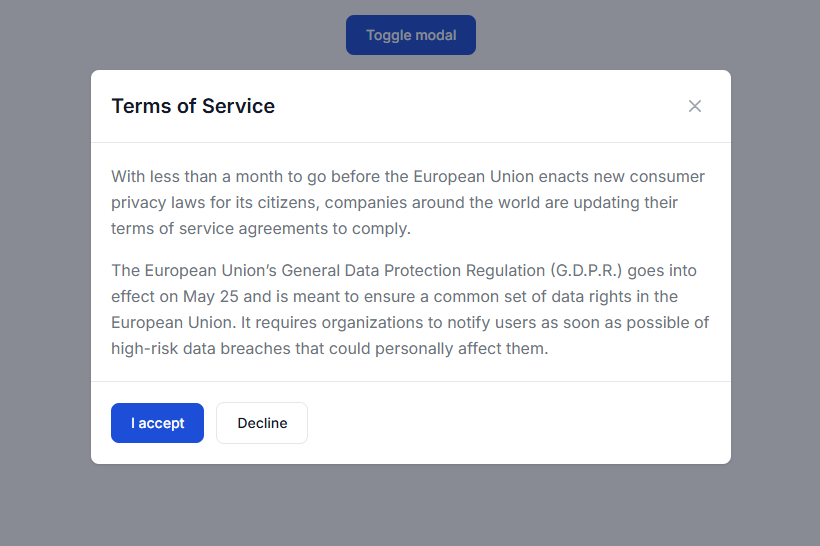 Toggle modal
Terms of Service
With less than a month to go before the European Union enacts new consumer
privacy laws for its citizens, companies around the world are updating their
terms of service agreements to comply.
The European Union’s General Data Protection Regulation (G.D.P.R.) goes into
effect on May 25 and is meant to ensure a common set of data rights in the
European Union. It requires organizations to notify users as soon as possible of
high-risk data breaches that could personally affect them.
I accept
Decline